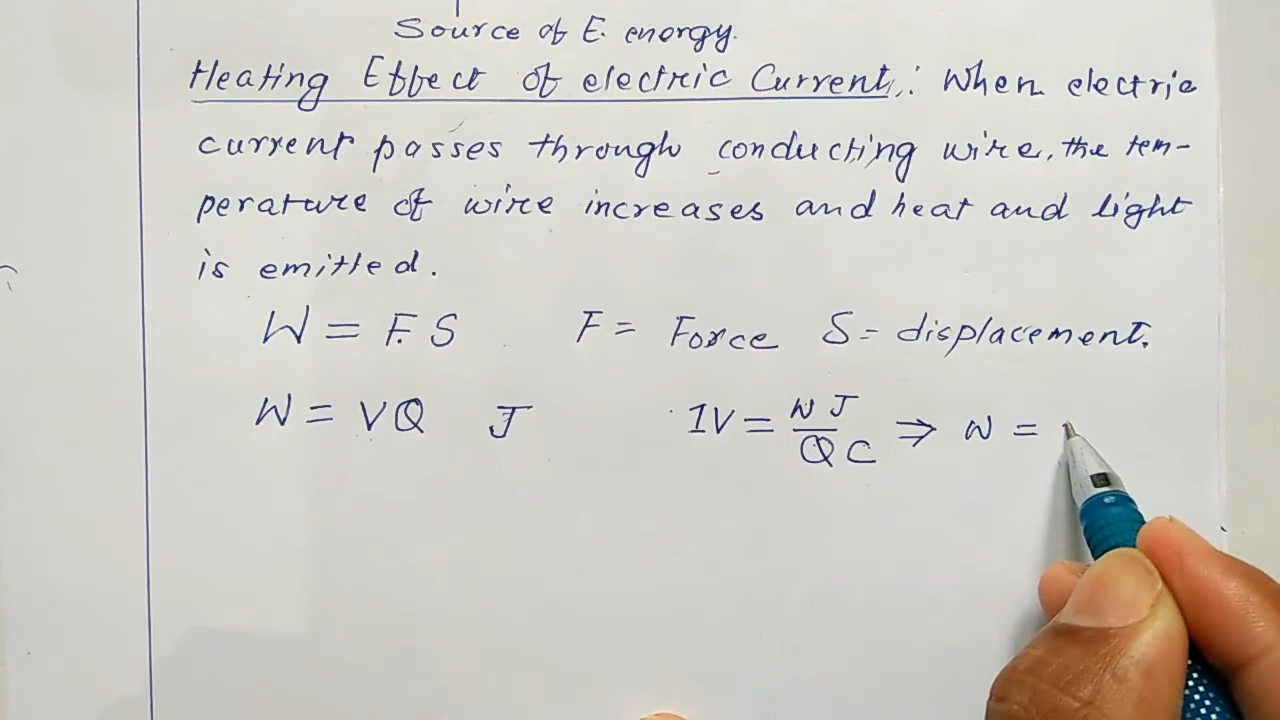 Source of E. energy.
Heating Effect of electric Current: When electric
current passes through conducting wire, the tem-
perature of wire increases and heat and light
is emitted.
W = F.S F = Force S = displacement.
W = VQ J 1V = W J / Q C ⇒ W =